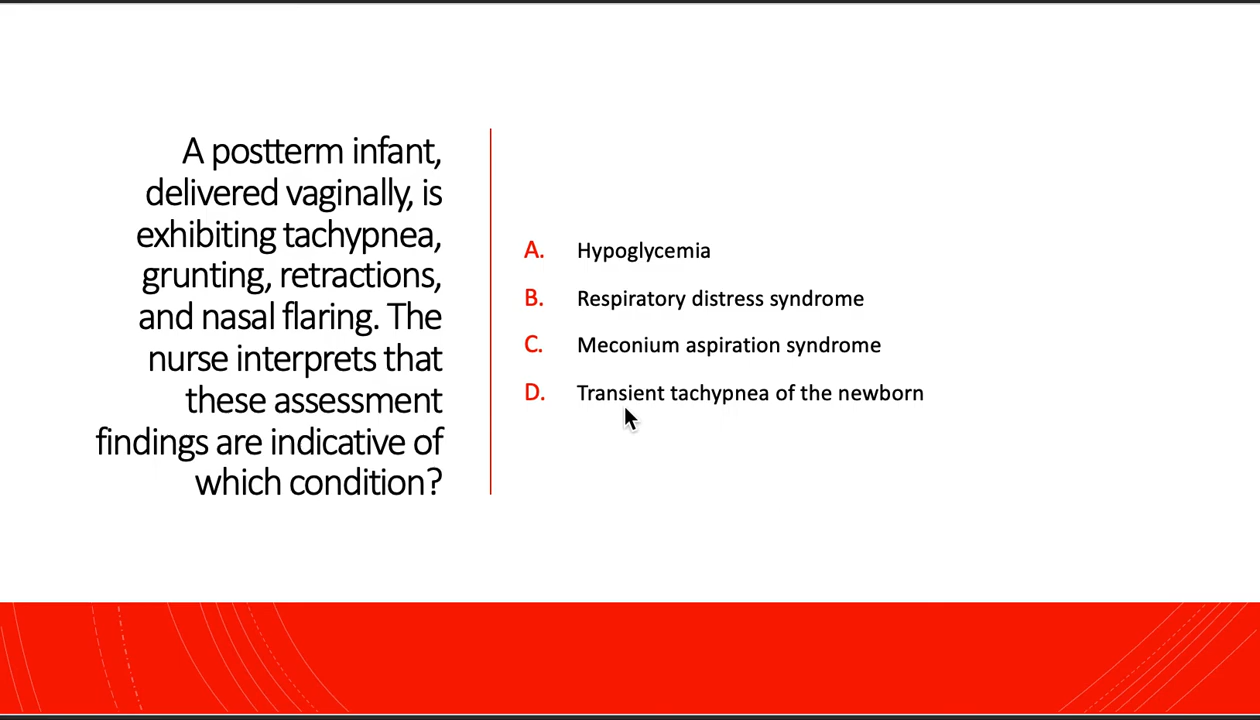 A postterm infant,
delivered vaginally, is
exhibiting tachypnea,
grunting, retractions,
and nasal flaring. The
nurse interprets that
these assessment
findings are indicative of
which condition?
A. Hypoglycemia
B. Respiratory distress syndrome
C. Meconium aspiration syndrome
D. Transient tachypnea of the newborn